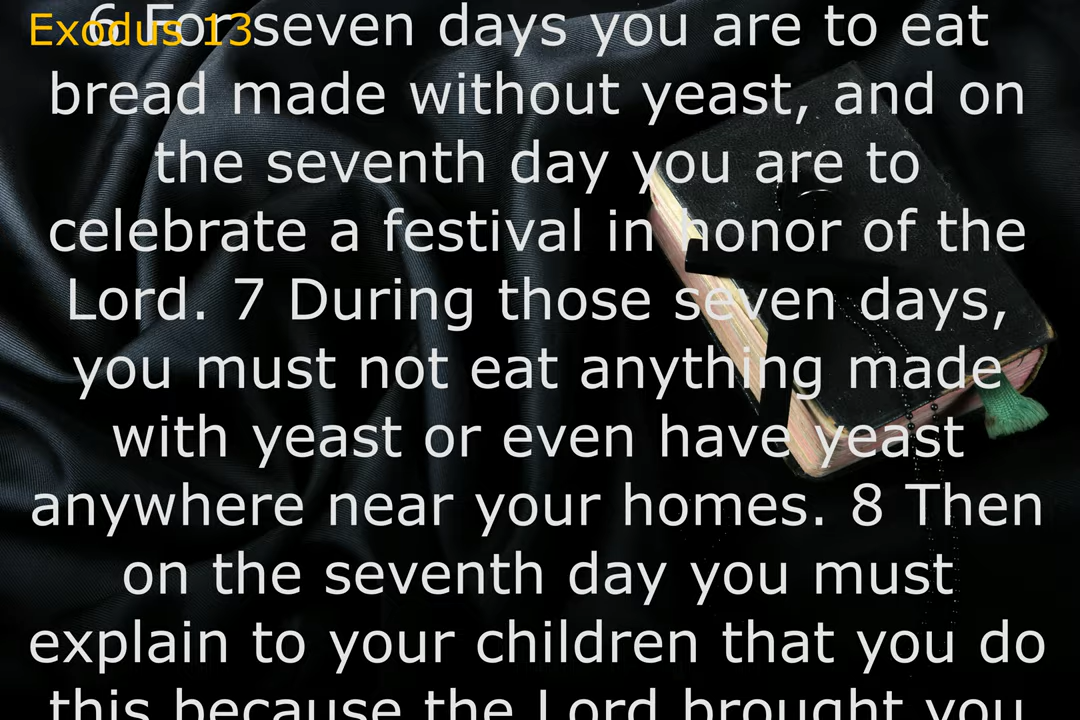 Exodus 13
6 For seven days you are to eat
bread made without yeast, and on
the seventh day you are to
celebrate a festival in honor of the
Lord. 7 During those seven days,
you must not eat anything made
with yeast or even have yeast
anywhere near your homes. 8 Then
on the seventh day you must
explain to your children that you do
this because the Lord brought you